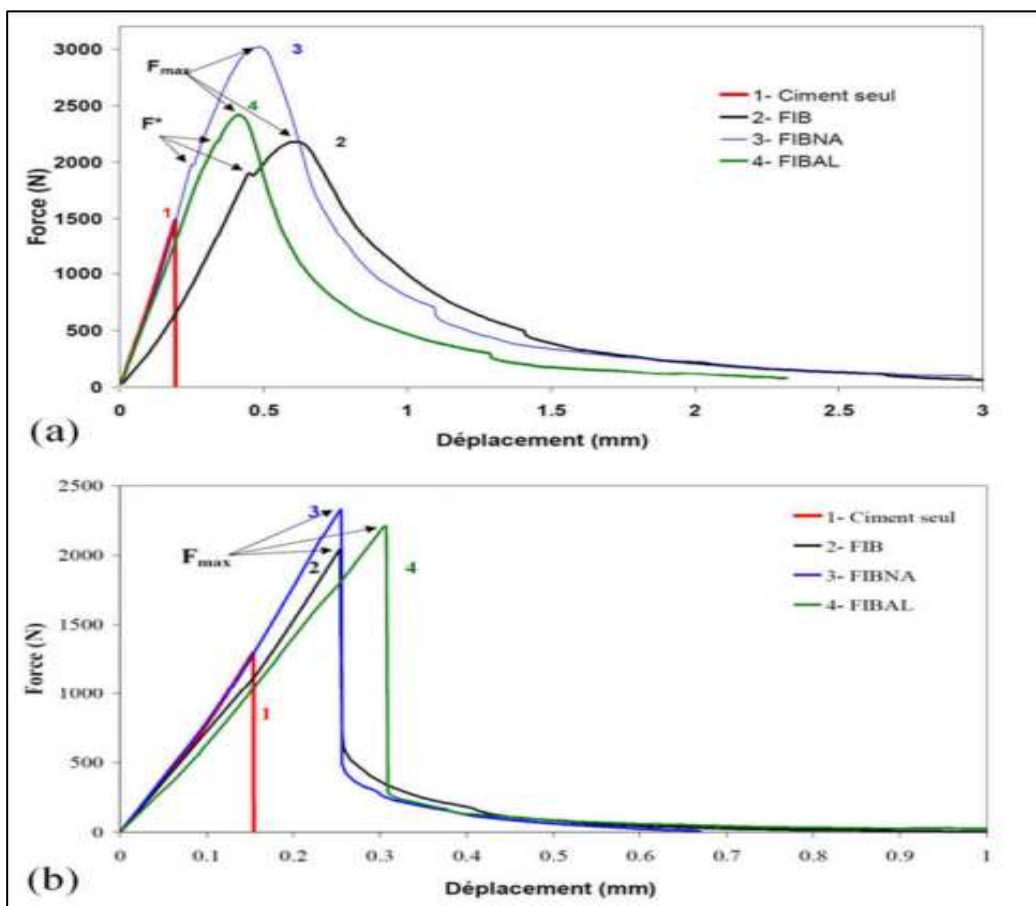 3000
2500
2000
1500
1000
500
0
Force (N)
Fmax
F*
1
2
3
4
1- Ciment seul
2- FIB
3- FIBNA
4- FIBAL
0 0.5 1 1.5 2 2.5 3
Déplacement (mm)
(a)
2500
2000
1500
1000
500
0
Force (N)
Fmax
3
2
4
1
1- Ciment seul
2- FIB
3- FIBNA
4- FIBAL
0 0.1 0.2 0.3 0.4 0.5 0.6 0.7 0.8 0.9 1
Déplacement (mm)
(b)